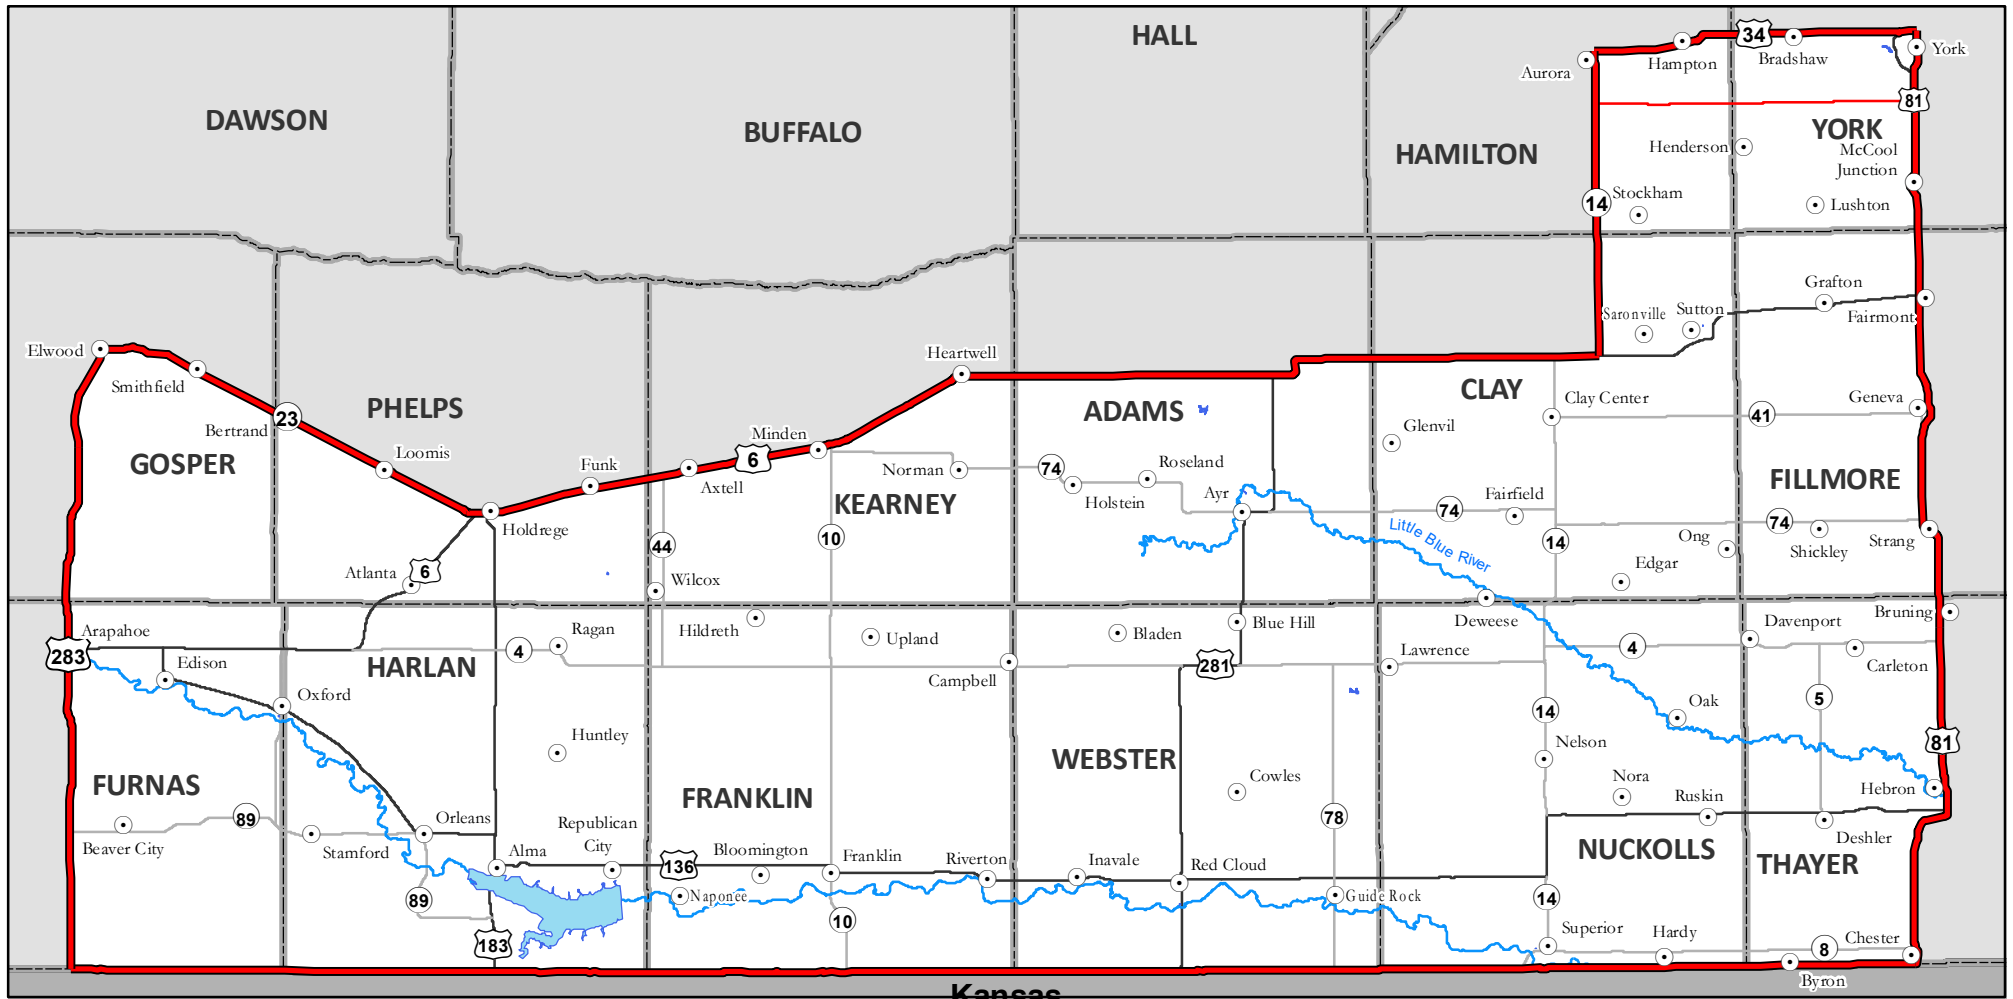 HALL
34
Hampton
Bradshaw
York
Aurora
81
DAWSON
BUFFALO
YORK
HAMILTON
Henderson
McCool
Junction
14
Stockham
Lushton
Grafton
Saronville
Sutton
Fairmont
Elwood
Heartwell
Smithfield
CLAY
PHELPS
ADAMS
Clay Center
41
Geneva
23
Bertrand
Glenvil
Minden
Loomis
GOSPER
6
Funk
Norman
74
Roseland
FILLMORE
Axtell
KEARNEY
Holstein
Ayr
Fairfield
74
74
Holdrege
Little Blue River
Shickley
Strang
44
10
14
Ong
Atlanta
6
Edgar
Wilcox
Arapahoe
Ragan
Hildreth
Upland
Bladen
Blue Hill
Deweese
Davenport
Bruning
283
Edison
HARLAN
4
281
Lawrence
4
Carleton
Campbell
Oxford
14
Oak
5
Huntley
WEBSTER
Nelson
81
FURNAS
FRANKLIN
Cowles
Nora
Ruskin
Hebron
89
Orleans
Republican
City
78
Deshler
Beaver City
Stamford
Alma
136
Bloomington
Franklin
Riverton
Inavale
Red Cloud
NUCKOLLS
THAYER
89
Naponee
Guide Rock
14
10
183
Superior
Hardy
8
Chester
Byron
Kansas